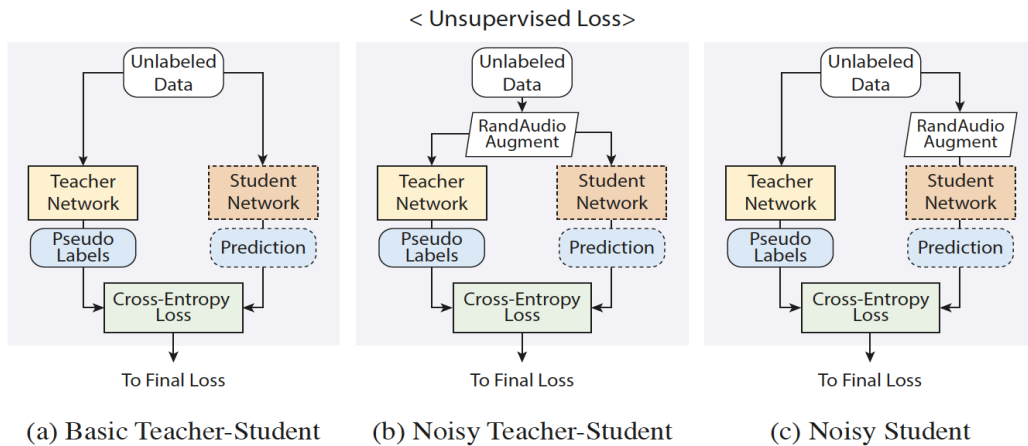 < Unsupervised Loss>
Unlabeled
Data
Teacher
Network
Student
Network
Pseudo
Labels
Prediction
Cross-Entropy
Loss
To Final Loss
(a) Basic Teacher-Student
Unlabeled
Data
RandAudio
Augment
Teacher
Network
Student
Network
Pseudo
Labels
Prediction
Cross-Entropy
Loss
To Final Loss
(b) Noisy Teacher-Student
Unlabeled
Data
RandAudio
Augment
Teacher
Network
Student
Network
Pseudo
Labels
Prediction
Cross-Entropy
Loss
To Final Loss
(c) Noisy Student